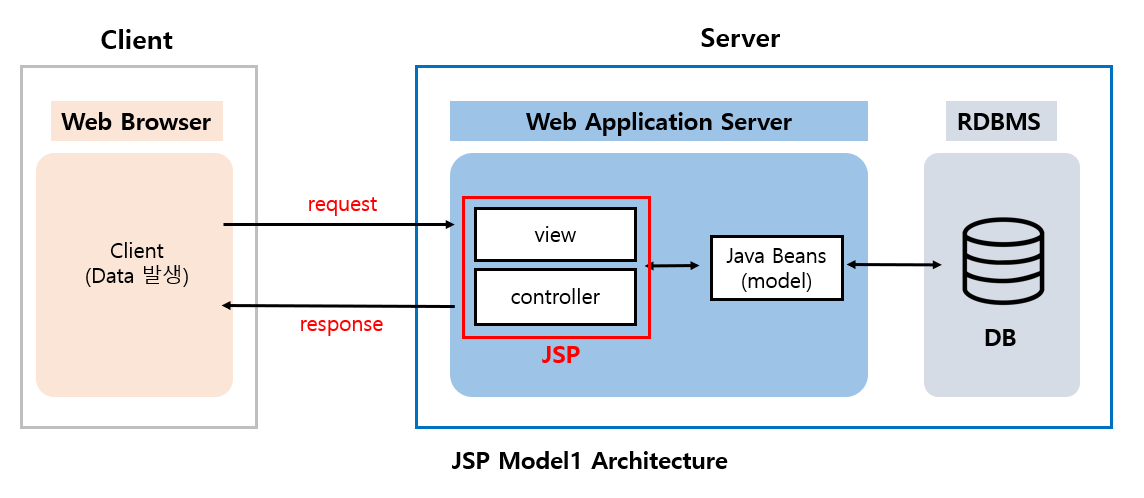 Client
Server
Web Browser
Web Application Server
RDBMS
request
view
Client
(Data 발생)
Java Beans
(model)
controller
response
DB
JSP
JSP Model1 Architecture